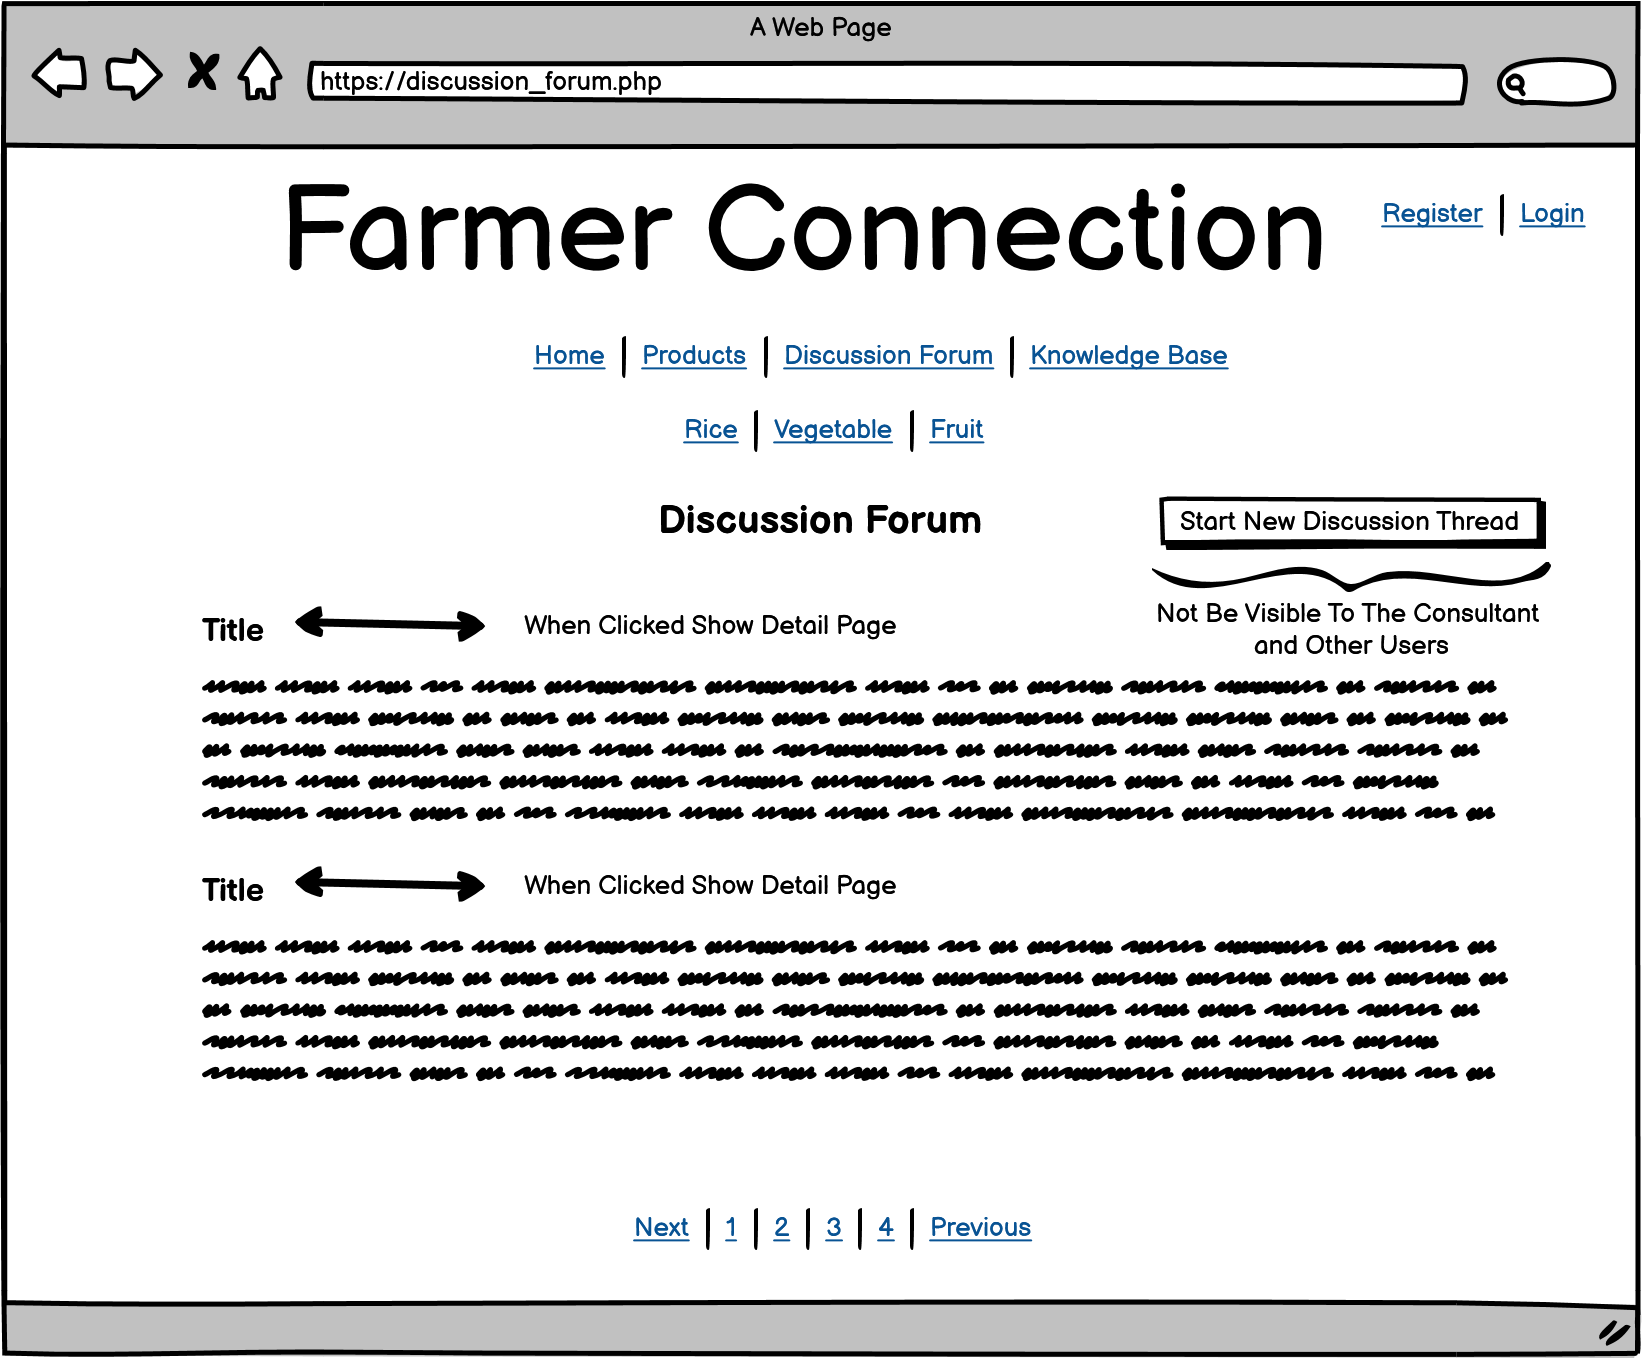 A Web Page
https://discussion_forum.php
Farmer Connection
Register | Login
Home | Products | Discussion Forum | Knowledge Base
Rice | Vegetable | Fruit
Discussion Forum
Start New Discussion Thread
Not Be Visible To The Consultant
and Other Users
Title
When Clicked Show Detail Page
Title
When Clicked Show Detail Page
Next | 1 | 2 | 3 | 4 | Previous